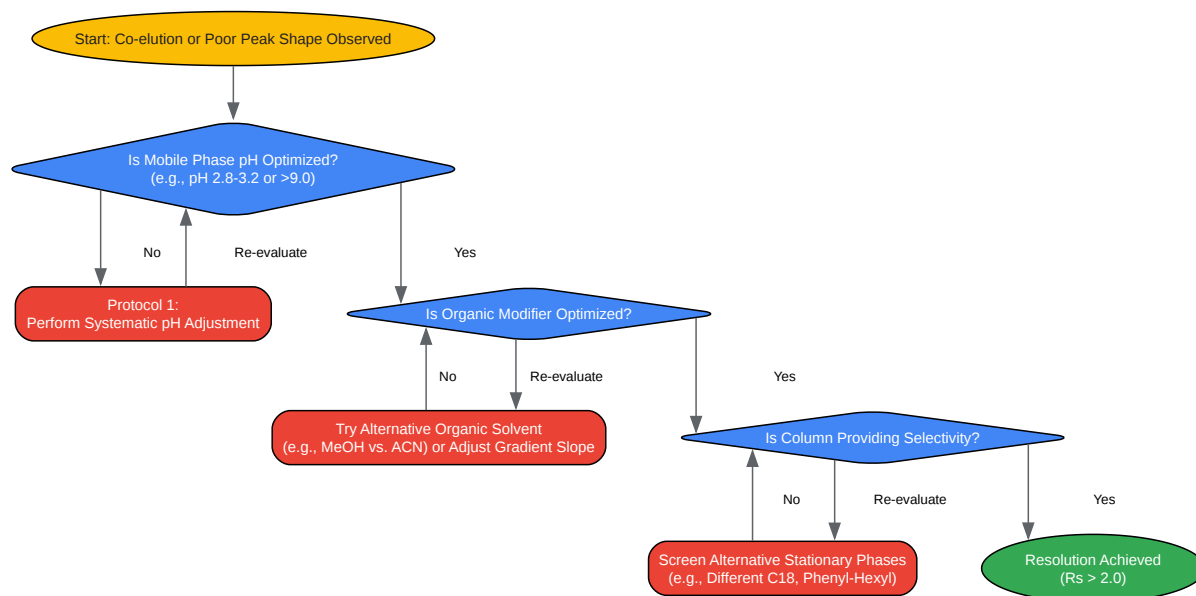 Start: Co-elution or Poor Peak Shape Observed
Is Mobile Phase pH Optimized?
(e.g., pH 2.8-3.2 or >9.0)
No
Re-evaluate
Yes
Protocol 1:
Perform Systematic pH Adjustment
Is Organic Modifier Optimized?
No
Re-evaluate
Yes
Try Alternative Organic Solvent
(e.g., MeOH vs. ACN) or Adjust Gradient Slope
Is Column Providing Selectivity?
No
Re-evaluate
Yes
Screen Alternative Stationary Phases
(e.g., Different C18, Phenyl-Hexyl)
Resolution Achieved
(Rs > 2.0)